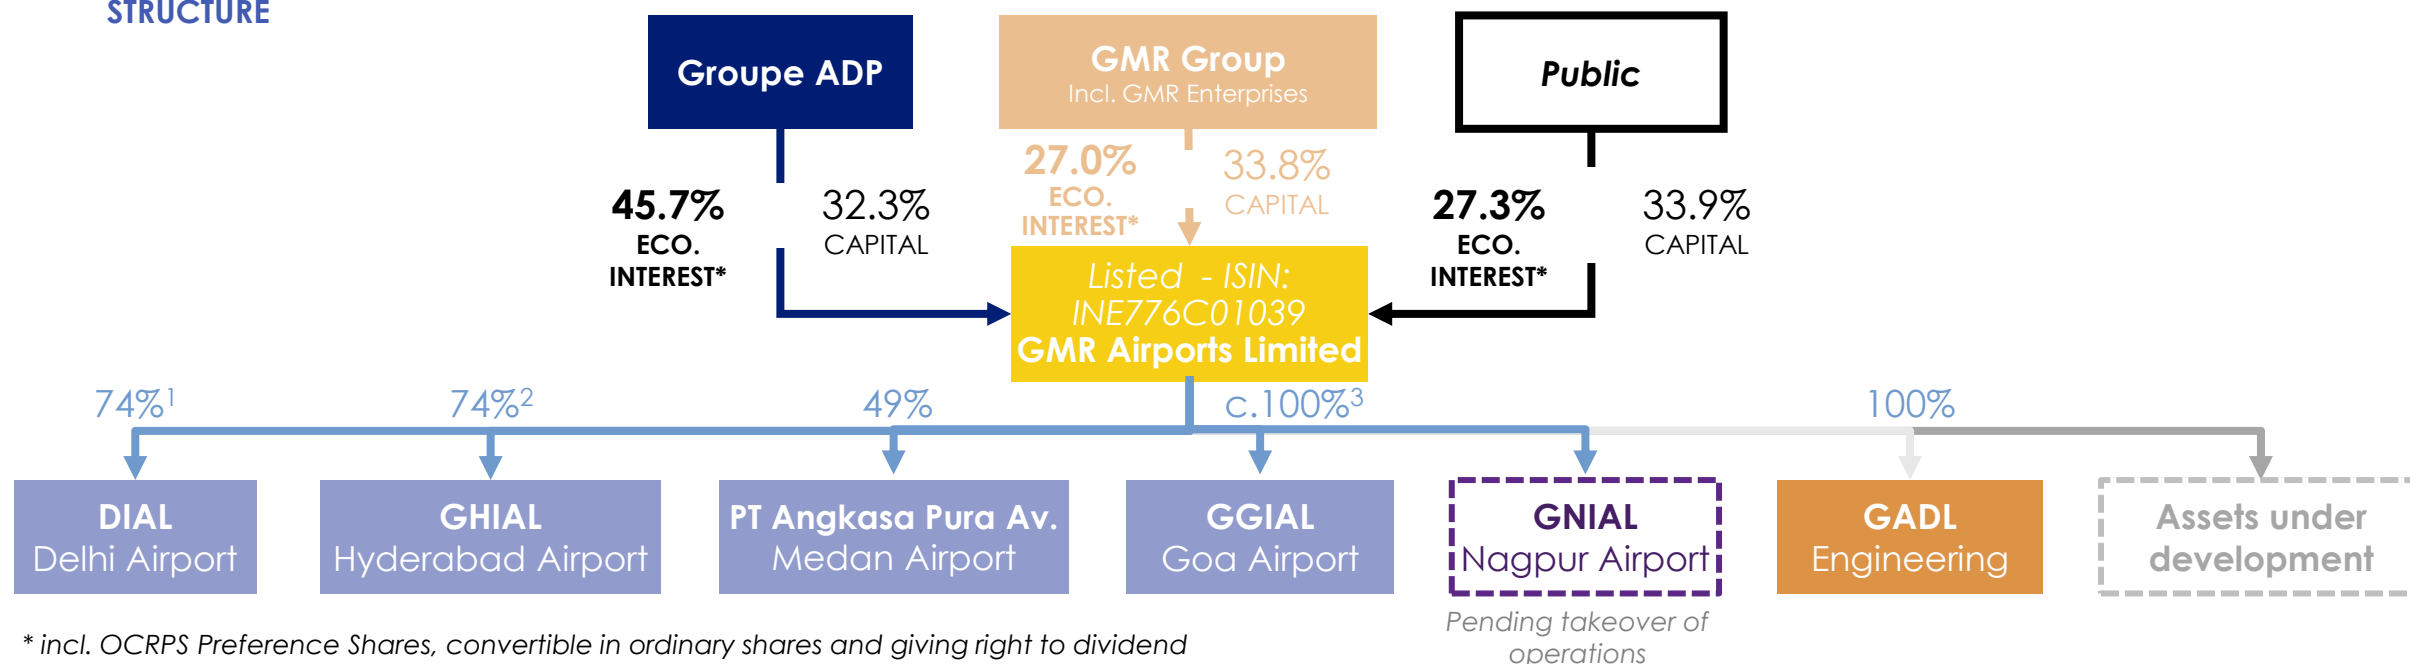 STRUCTURE
Groupe ADP
GMR Group
Incl. GMR Enterprises
Public
45.7%
ECO.
INTEREST*
32.3%
CAPITAL
27.0%
ECO.
INTEREST*
33.8%
CAPITAL
27.3%
ECO.
INTEREST*
33.9%
CAPITAL
Listed - ISIN:
INE776C01039
GMR Airports Limited
74%1
74%2
49%
c.100%3
100%
DIAL
Delhi Airport
GHIAL
Hyderabad Airport
PT Angkasa Pura Av.
Medan Airport
GGIAL
Goa Airport
GNIAL
Nagpur Airport
GADL
Engineering
Assets under
development
Pending takeover of
operations
* incl. OCRPS Preference Shares, convertible in ordinary shares and giving right to dividend